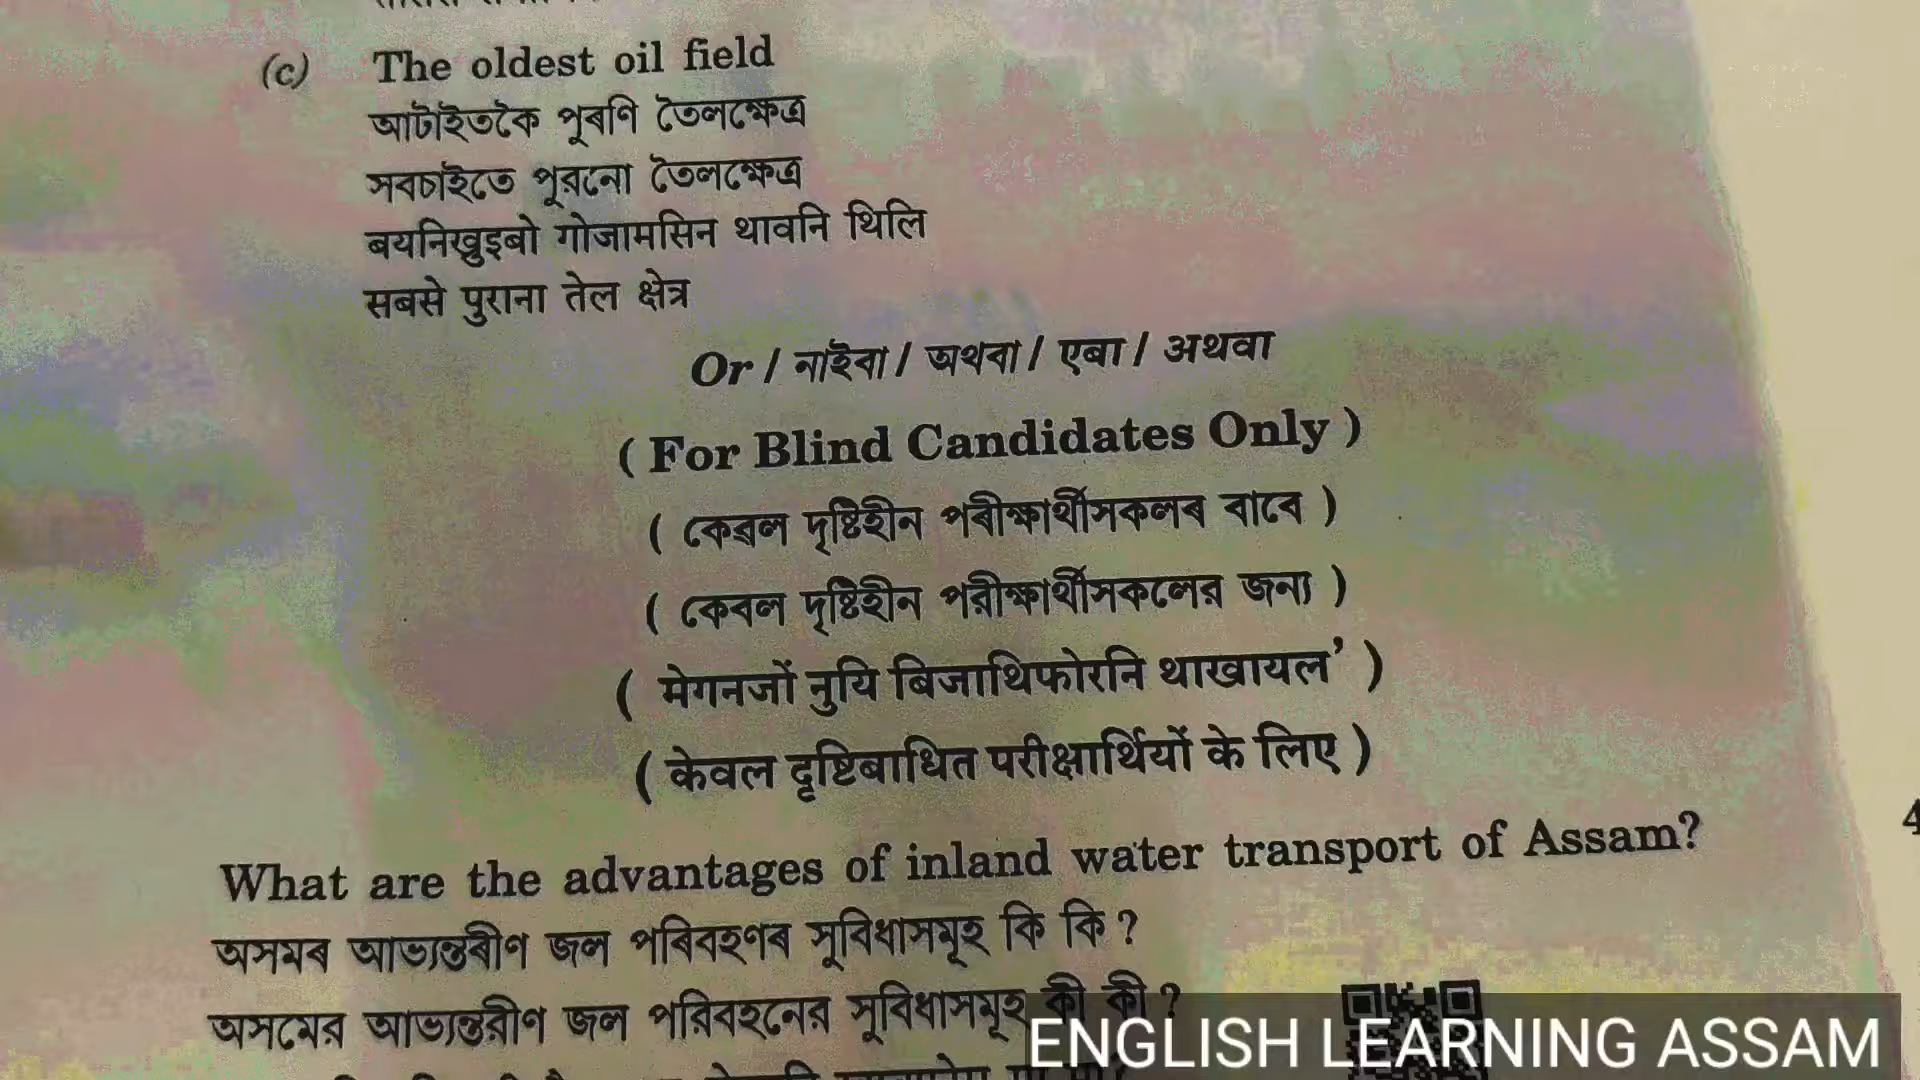 (c) The oldest oil field
আটাইতকৈ পুৰণি তৈলক্ষেত্ৰ
সবচাইতে পুরনো তৈলক্ষেত্র
बयनिख्रुइबो गोजामसिन थावनि थिलि
सबसे पुराना तेल क्षेत्र
Or / নাইবা / অথবা / एबा / अथवा
( For Blind Candidates Only )
( কেৱল দৃষ্টিহীন পৰীক্ষাৰ্থীসকলৰ বাবে )
( কেবল দৃষ্টিহীন পরীক্ষার্থীসকলের জন্য )
( मेगनजों नुयि बिजाथिफोरनि थाखायल' )
( केवल दृष्टिबाधित परीक्षार्थियों के लिए )
4
What are the advantages of inland water transport of Assam?
অসমৰ আভ্যন্তৰীণ জল পৰিবহণৰ সুবিধাসমূহ কি কি ?
অসমের আভ্যন্তরীণ জল পরিবহনের সুবিধাসমূহ কী কী ?
ENGLISH LEARNING ASSAM